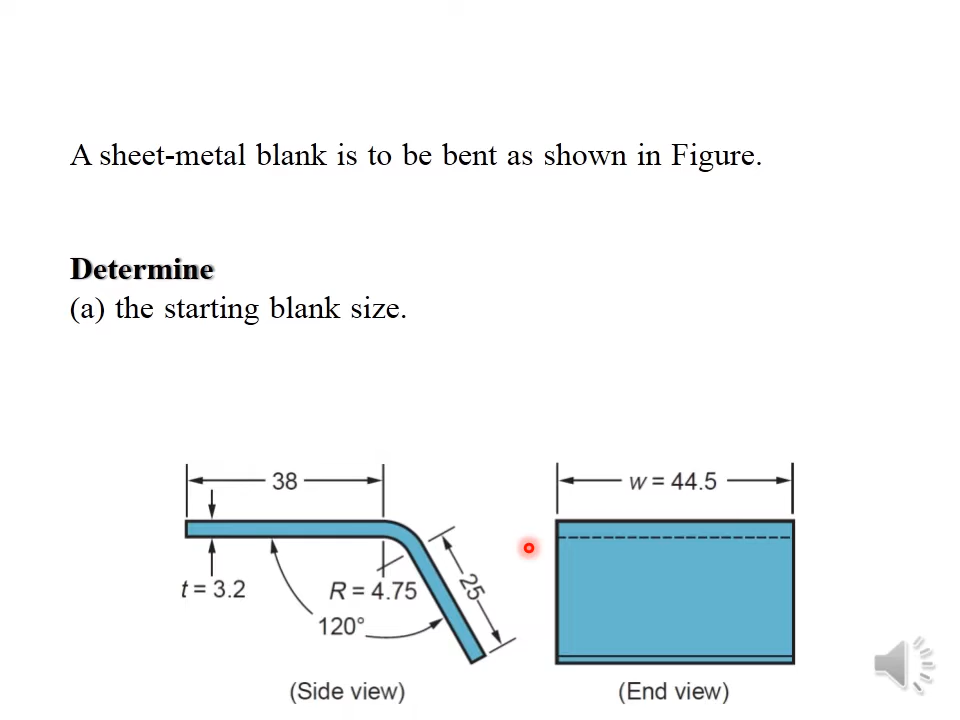 A sheet-metal blank is to be bent as shown in Figure.
Determine
(a) the starting blank size.
38
w = 44.5
t = 3.2
R = 4.75
25
120°
(Side view)
(End view)